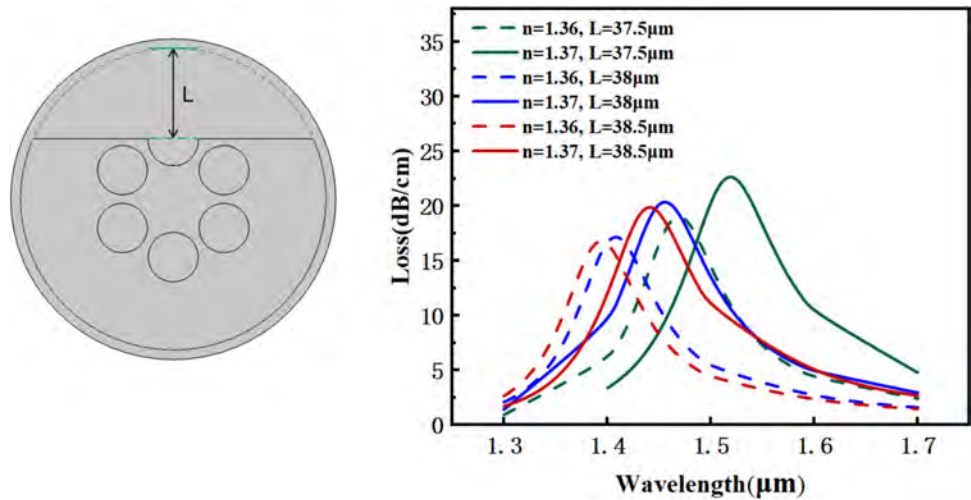 L
n=1.36, L=37.5μm
n=1.37, L=37.5μm
n=1.36, L=38μm
n=1.37, L=38μm
n=1.36, L=38.5μm
n=1.37, L=38.5μm
Loss(dB/cm)
35
30
25
20
15
10
5
0
1.3 1.4 1.5 1.6 1.7
Wavelength(μm)